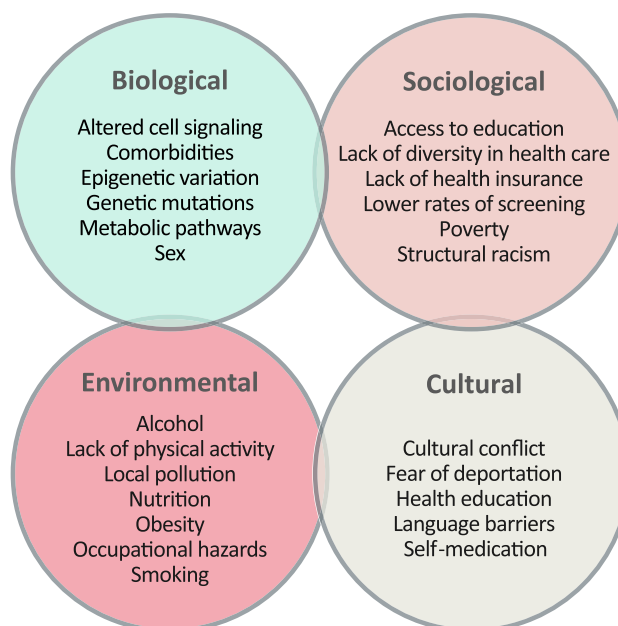 Biological
Altered cell signaling
Comorbidities
Epigenetic variation
Genetic mutations
Metabolic pathways
Sex
Sociological
Access to education
Lack of diversity in health care
Lack of health insurance
Lower rates of screening
Poverty
Structural racism
Environmental
Alcohol
Lack of physical activity
Local pollution
Nutrition
Obesity
Occupational hazards
Smoking
Cultural
Cultural conflict
Fear of deportation
Health education
Language barriers
Self-medication